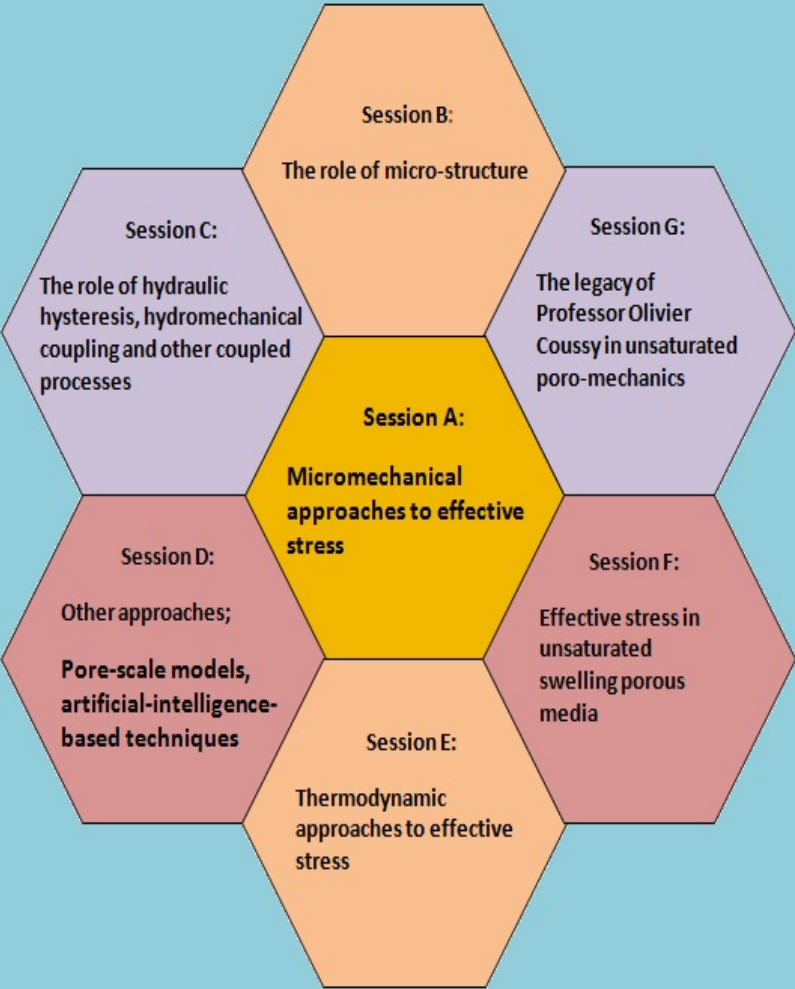 Session B:
The role of micro-structure
Session C:
The role of hydraulic
hysteresis, hydromechanical
coupling and other coupled
processes
Session G:
The legacy of
Professor Olivier
Coussy in unsaturated
poro-mechanics
Session A:
Micromechanical
approaches to effective
stress
Session D:
Other approaches;
Pore-scale models,
artificial-intelligence-
based techniques
Session F:
Effective stress in
unsaturated
swelling porous
media
Session E:
Thermodynamic
approaches to effective
stress